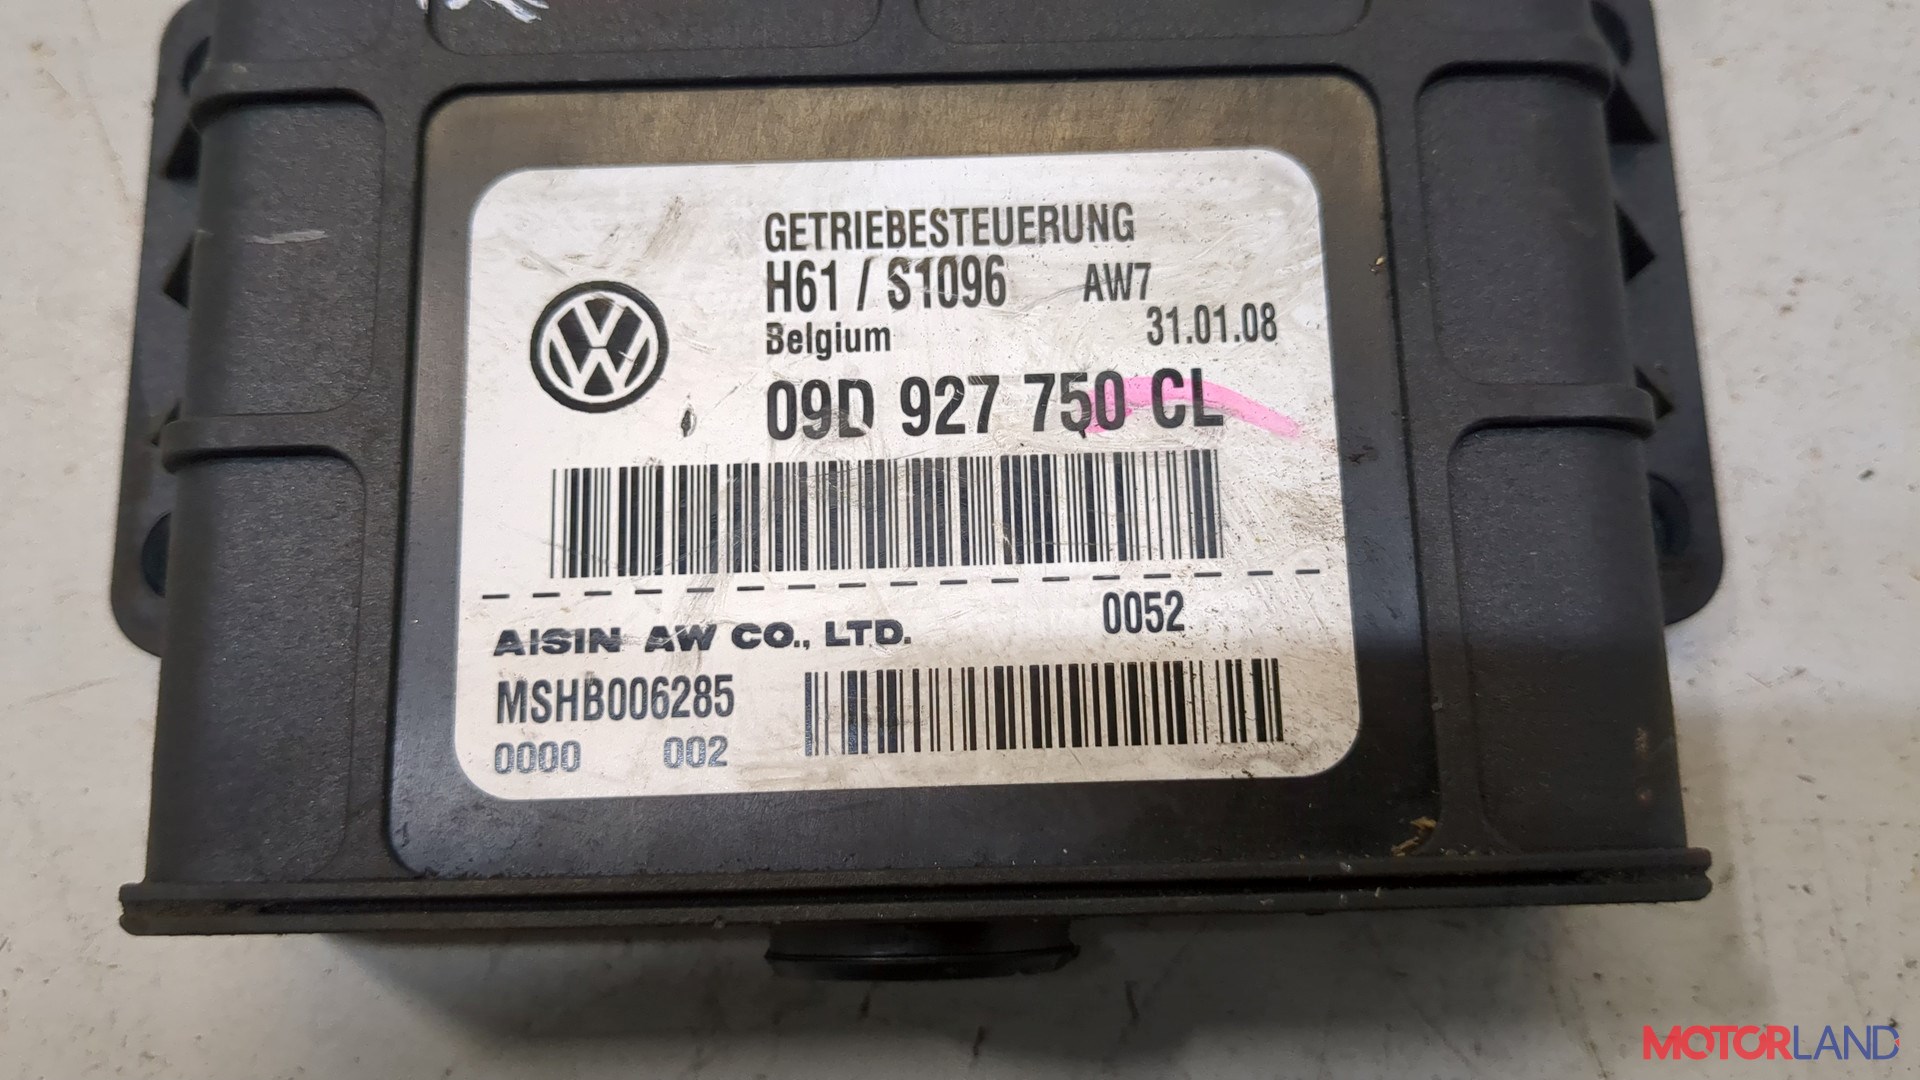 GETRIEBESTEUERUNG
H61 / S1096 AW7
Belgium 31.01.08
09D 927 750 CL
AISIN AW CO., LTD. 0052
MSHB006285
0000 002
MOTORLAND